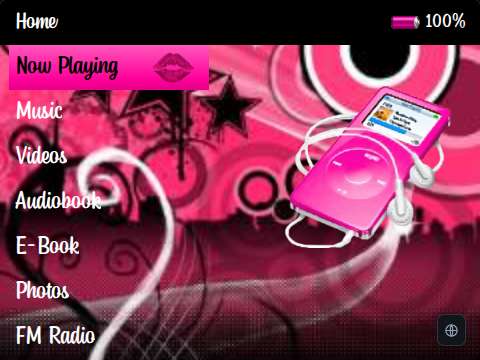 Home
100%
Now Playing
Music
Videos
Audiobook
E-Book
Photos
FM Radio